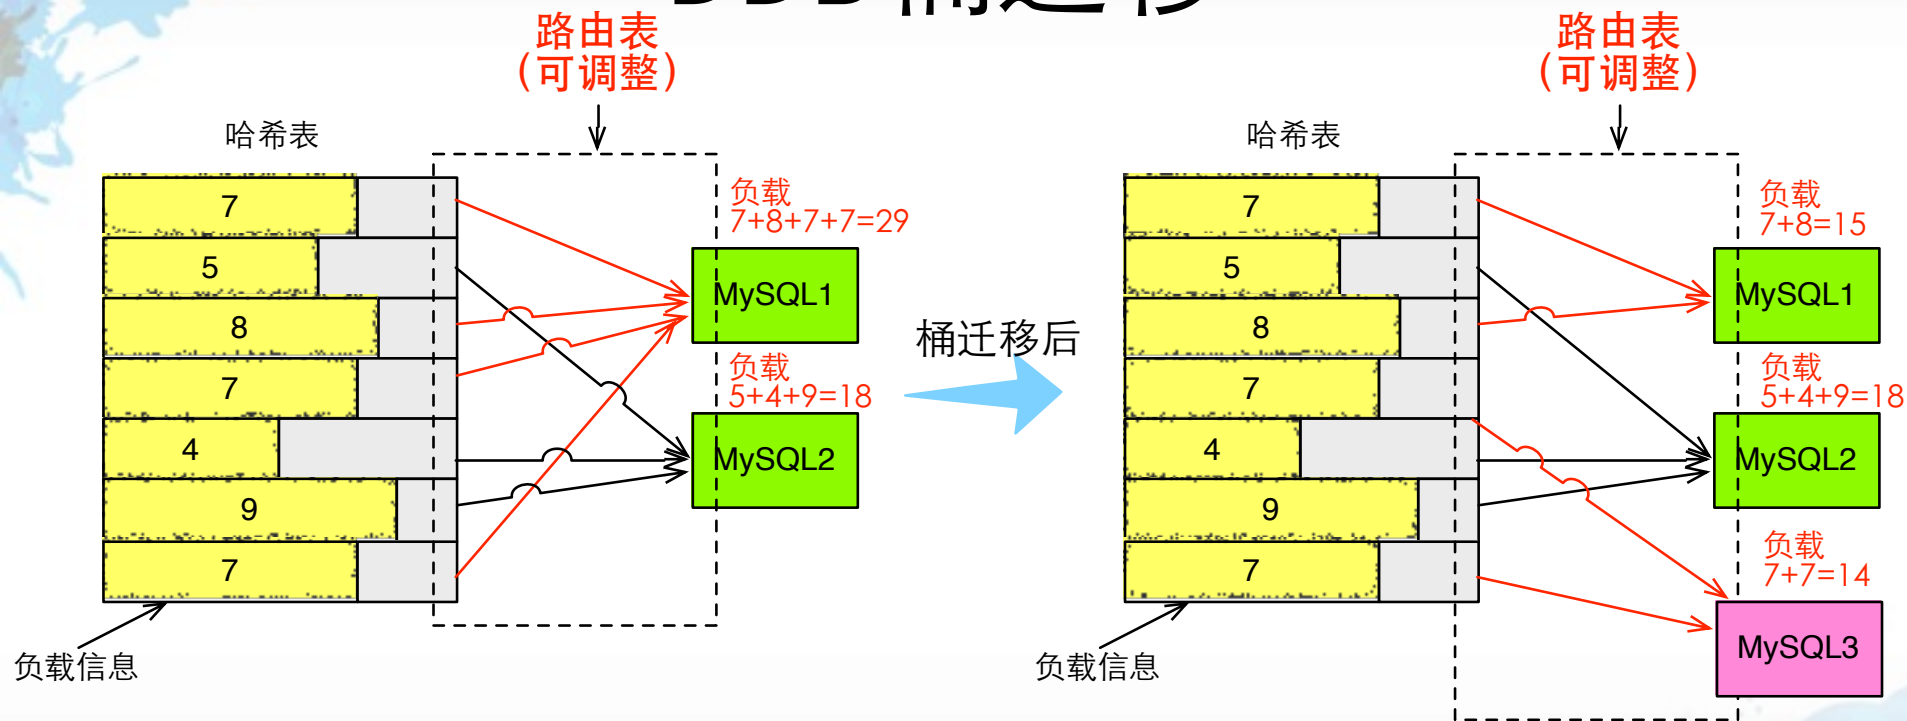 桶迁移
路由表
(可调整)
哈希表
7
5
8
7
4
9
7
负载信息
负载
7+8+7+7=29
MySQL1
负载
5+4+9=18
MySQL2
桶迁移后
路由表
(可调整)
哈希表
7
5
8
7
4
9
7
负载信息
负载
7+8=15
MySQL1
负载
5+4+9=18
MySQL2
负载
7+7=14
MySQL3